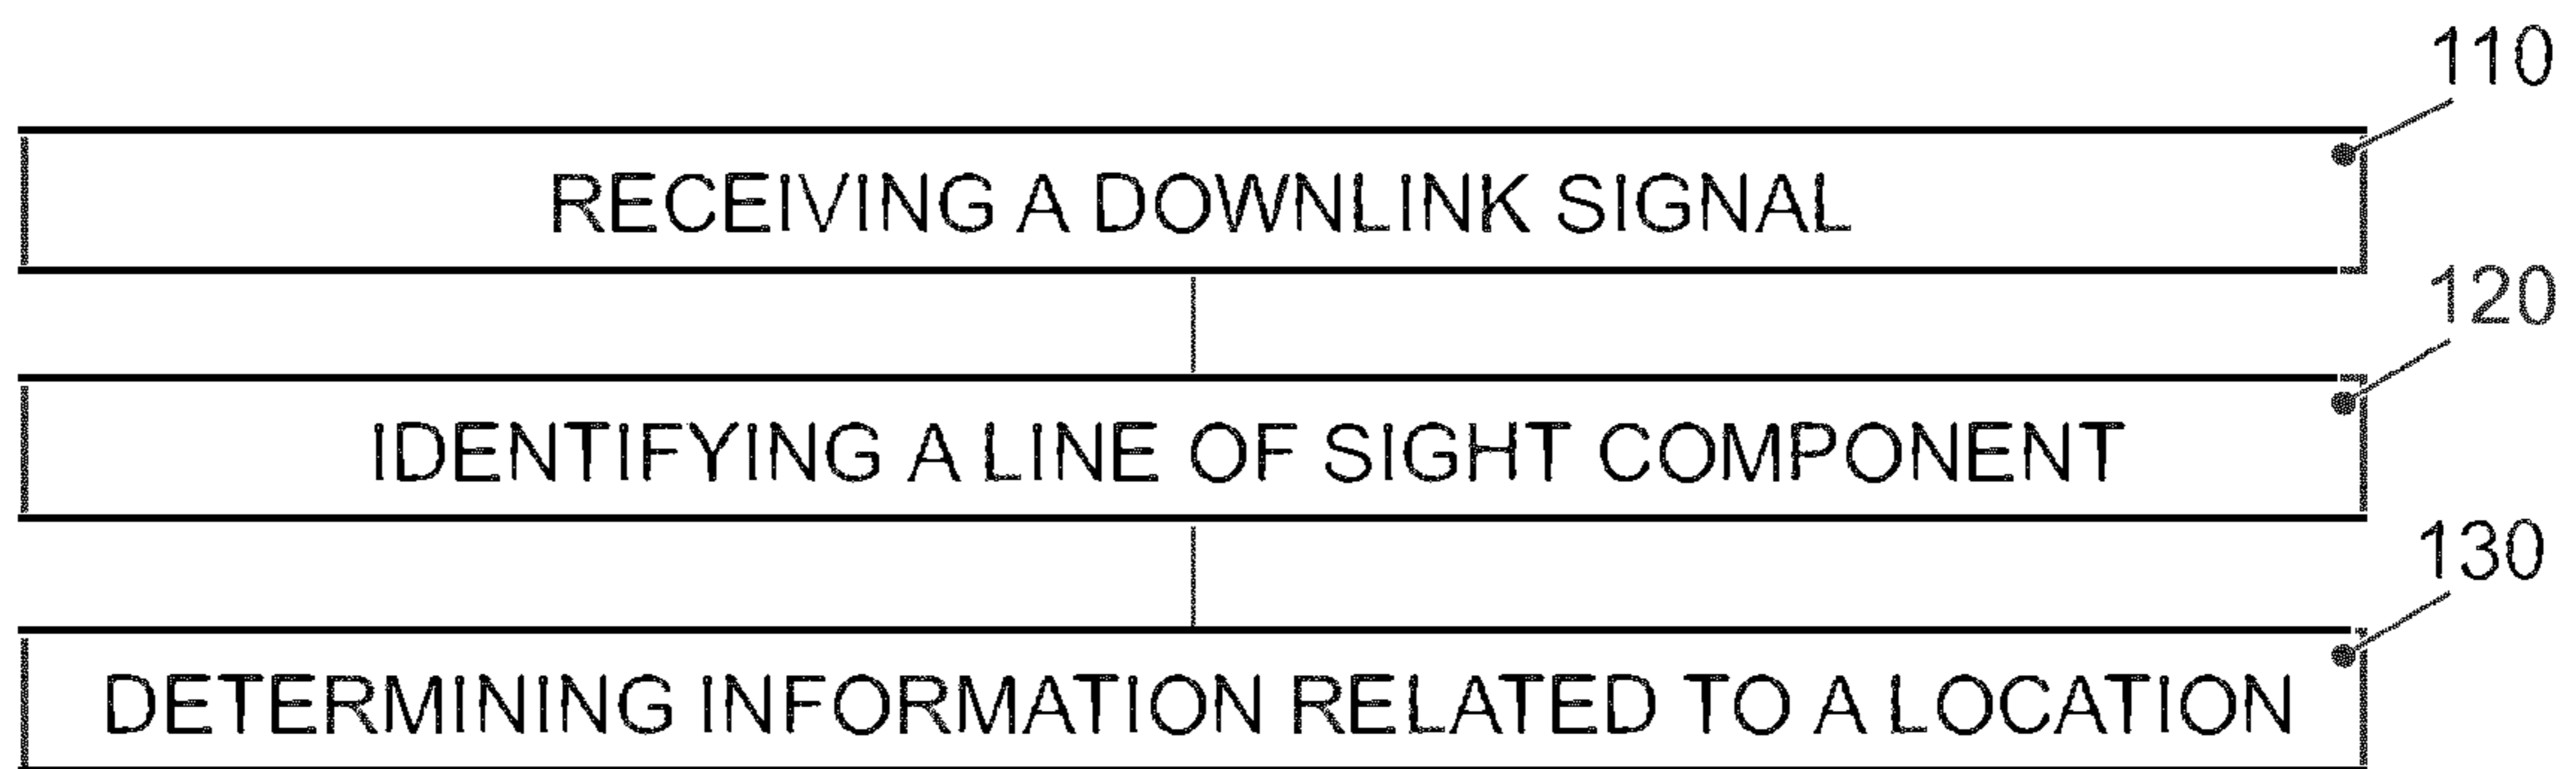 110
RECEIVING A DOWNLINK SIGNAL
120
IDENTIFYING A LINE OF SIGHT COMPONENT
130
DETERMINING INFORMATION RELATED TO A LOCATION